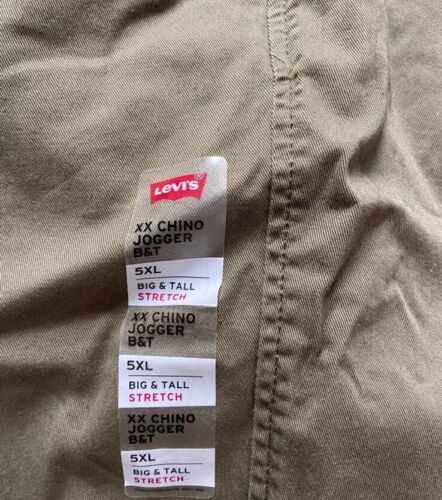 Levi's®
XX CHINO
JOGGER
B&T
5XL
BIG & TALL
STRETCH
XX CHINO
JOGGER
B&T
5XL
BIG & TALL
STRETCH
XX CHINO
JOGGER
B&T
5XL
BIG & TALL
STRETCH